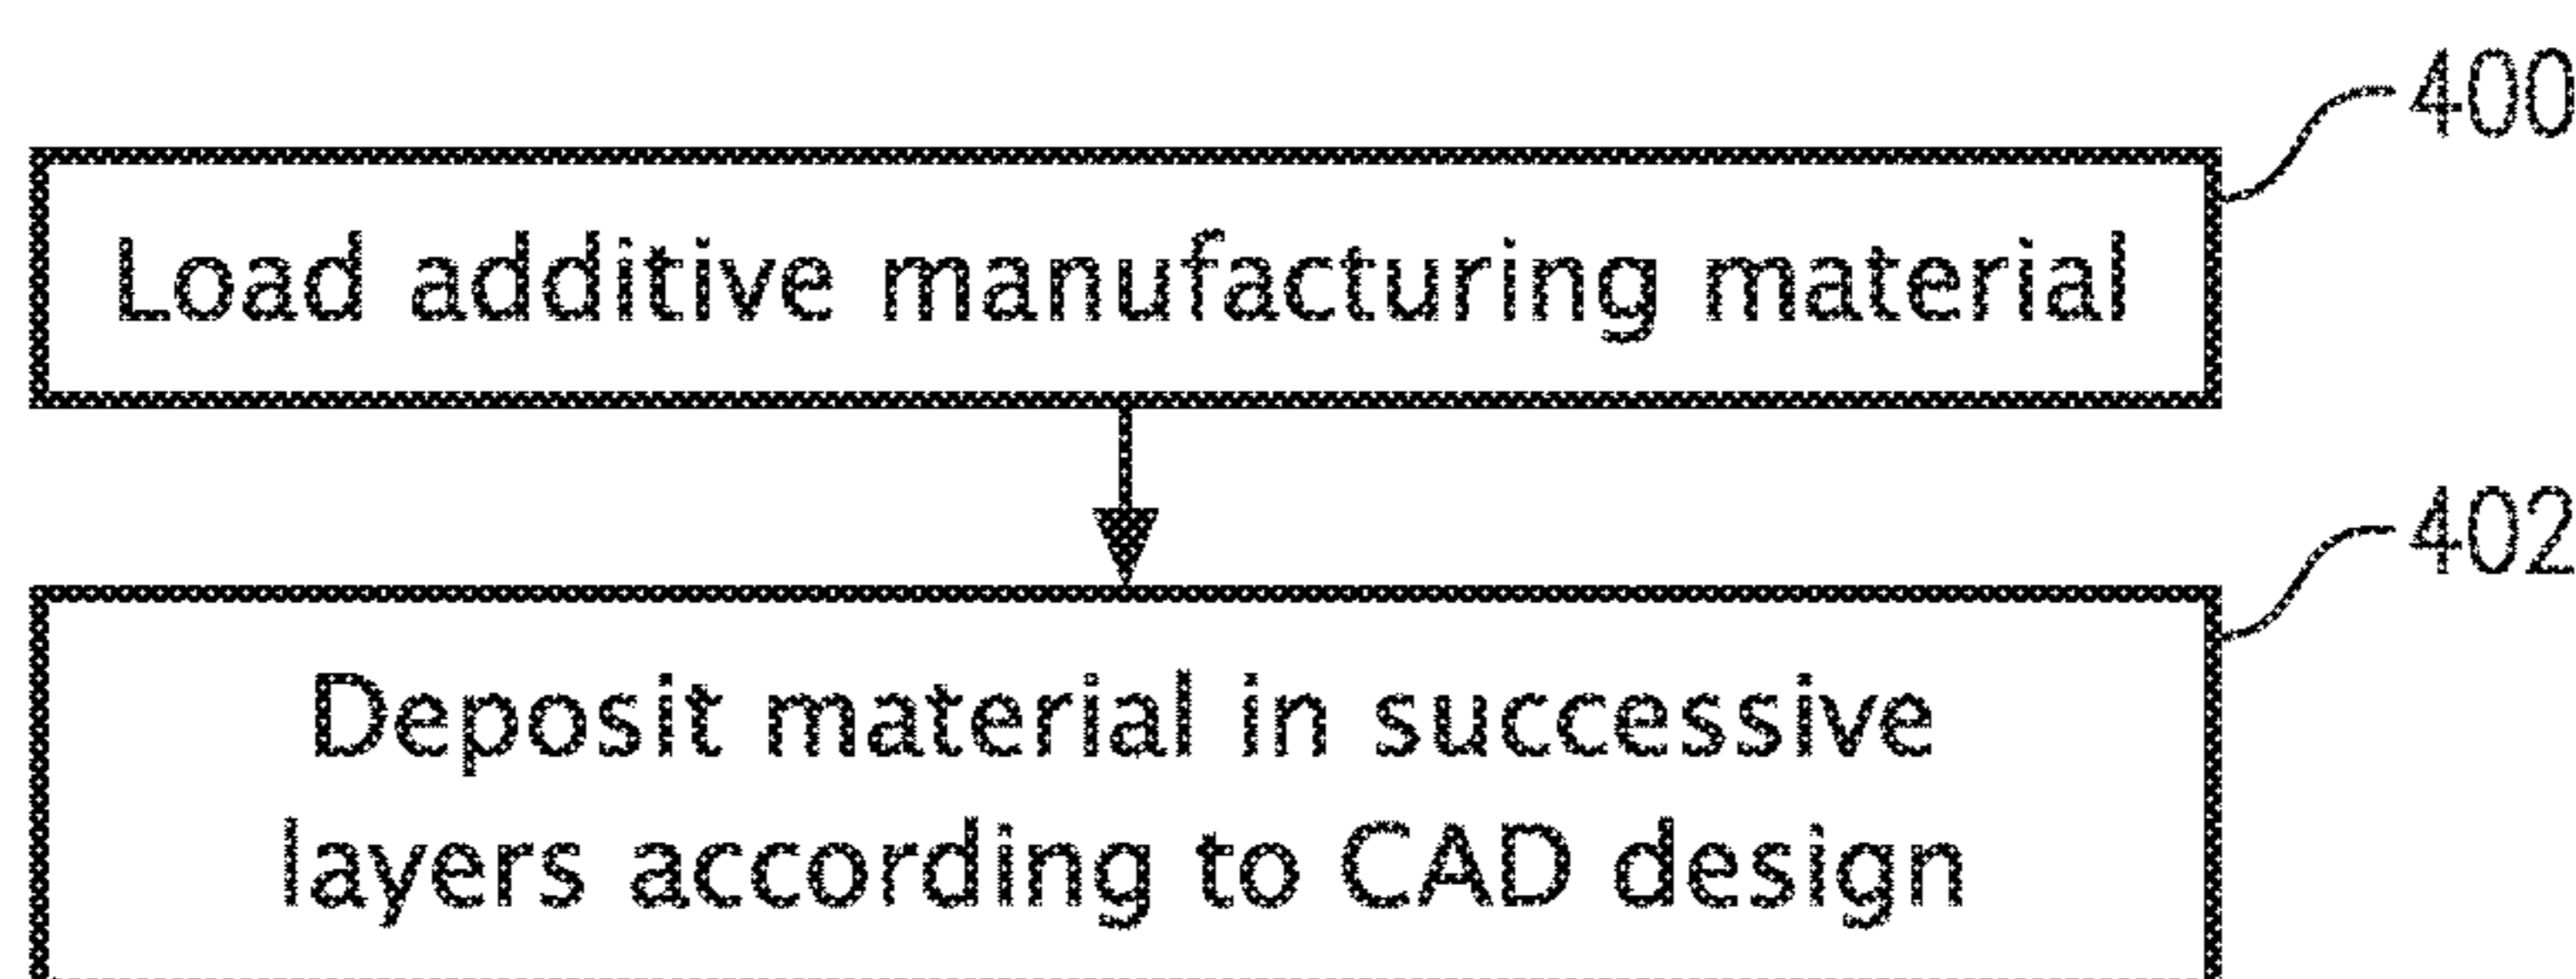 400
Load additive manufacturing material
402
Deposit material in successive
layers according to CAD design